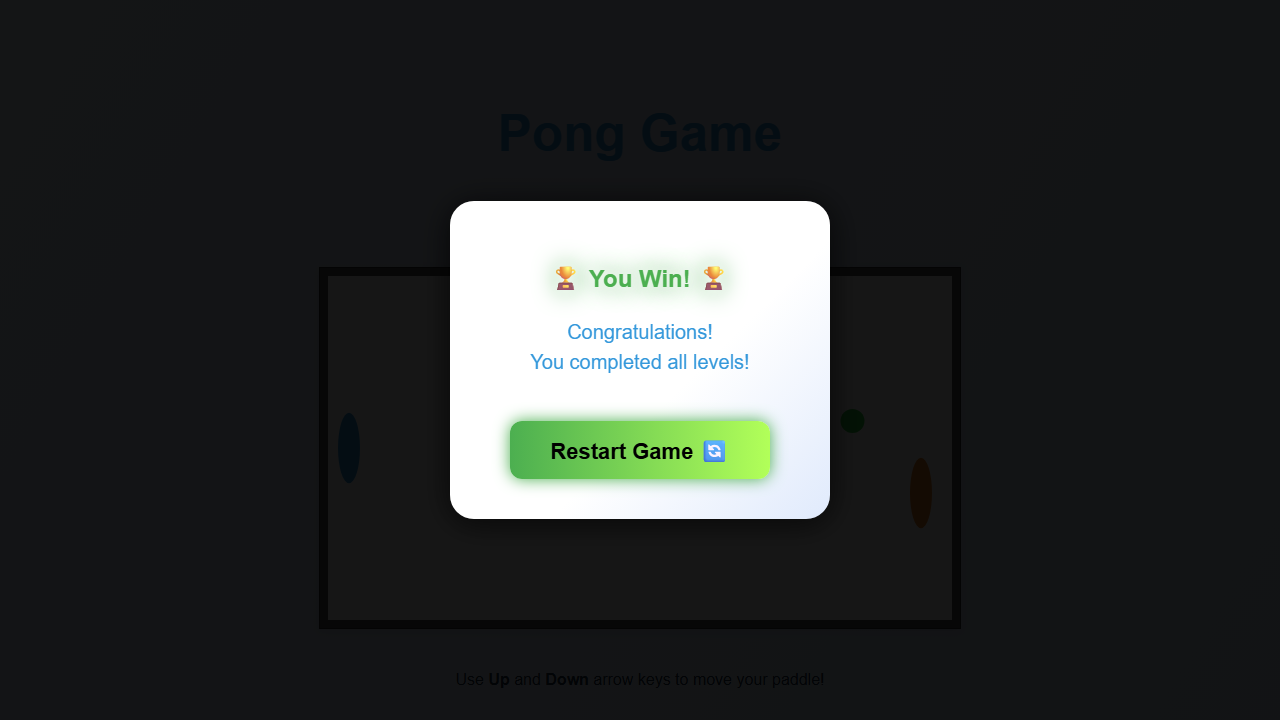 Pong Game
🏆 You Win! 🏆
Congratulations!
You completed all levels!
Restart Game 🔄
Use Up and Down arrow keys to move your paddle!